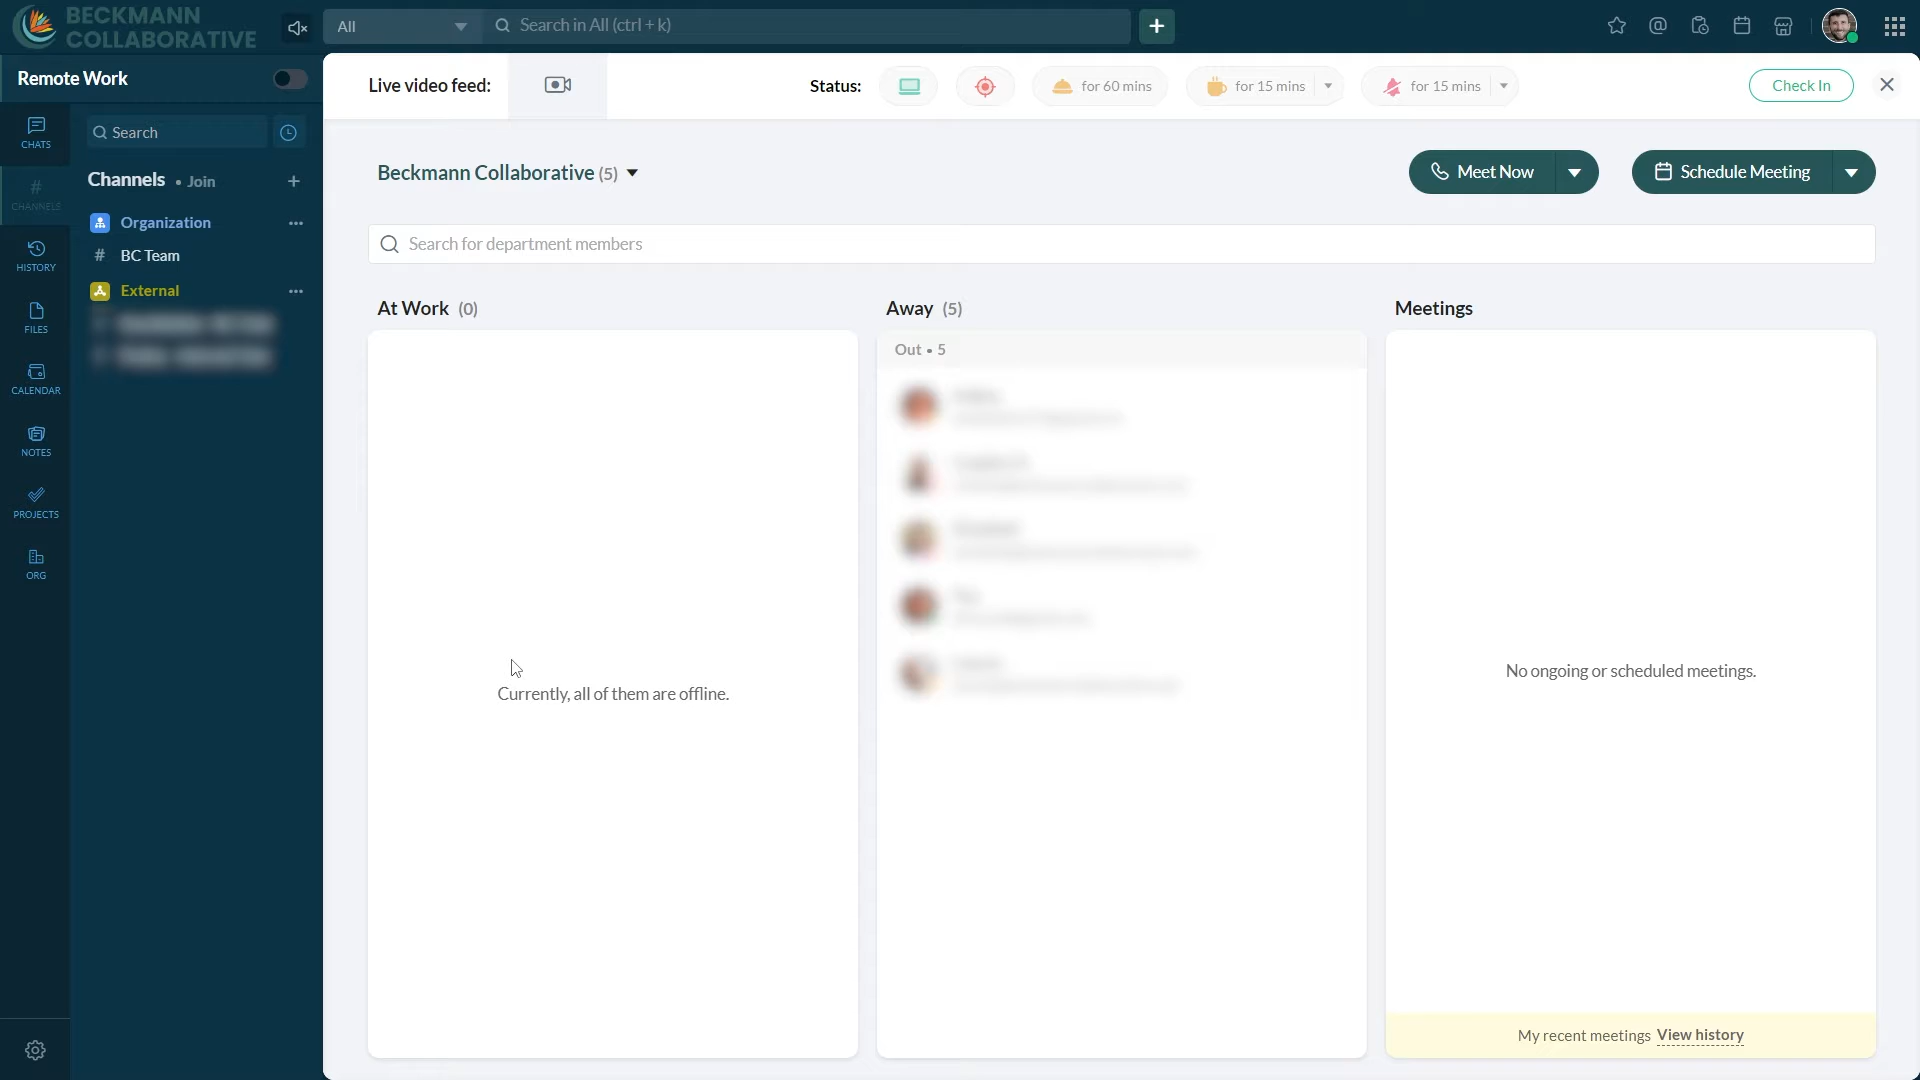 BECKMANN
COLLABORATIVE
All
Search in All (ctrl + k)
Remote Work
Live video feed:
Status:
for 60 mins
for 15 mins
for 15 mins
Check In
CHATS
CHANNELS
HISTORY
FILES
CALENDAR
NOTES
PROJECTS
ORG
Search
Channels • Join
Organization
# BC Team
External
Beckmann Collaborative (5)
Meet Now
Schedule Meeting
Search for department members
At Work (0)
Currently, all of them are offline.
Away (5)
Out • 5
Meetings
No ongoing or scheduled meetings.
My recent meetings View history